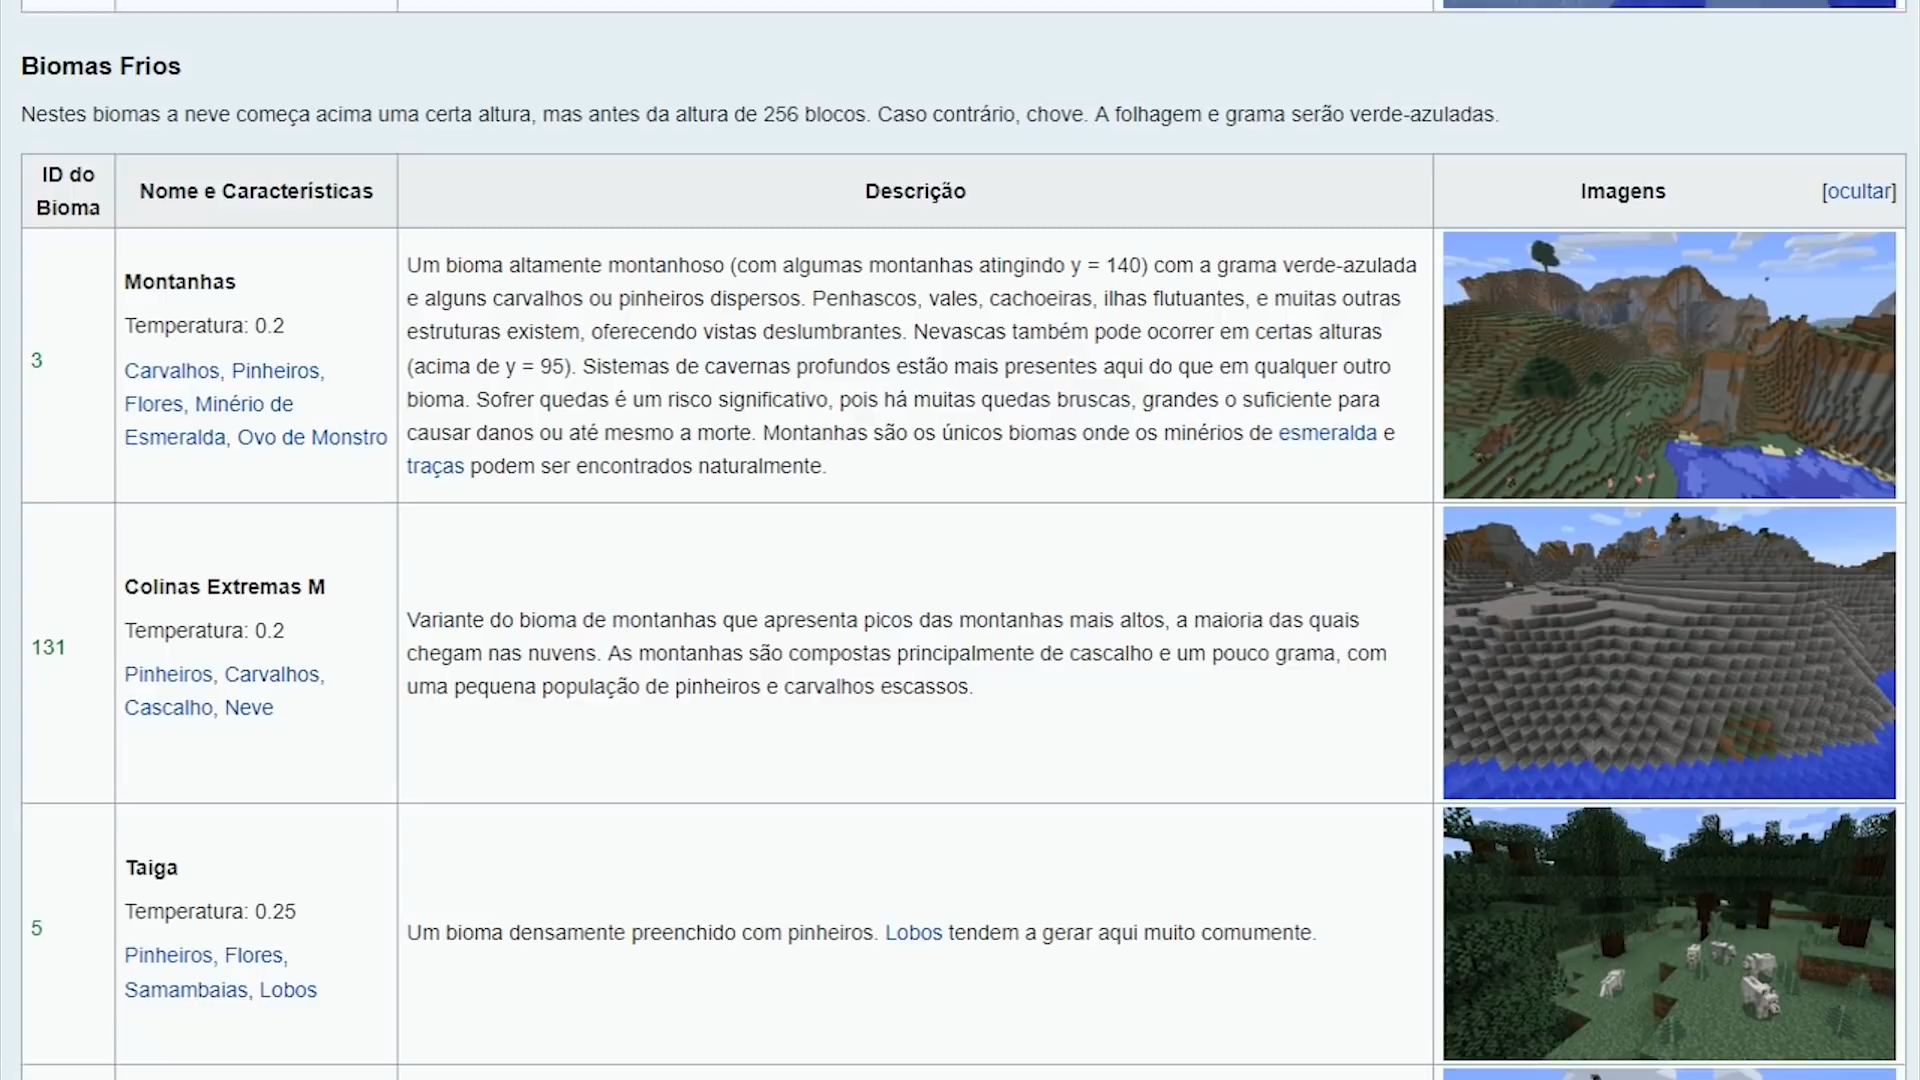 Biomas Frios
Nestes biomas a neve começa acima uma certa altura, mas antes da altura de 256 blocos. Caso contrário, chove. A folhagem e grama serão verde-azuladas.
ID do
Bioma
Nome e Características
Descrição
Imagens
[ocultar]
3
Montanhas
Temperatura: 0.2
Carvalhos, Pinheiros,
Flores, Minério de
Esmeralda, Ovo de Monstro
Um bioma altamente montanhoso (com algumas montanhas atingindo y = 140) com a grama verde-azulada
e alguns carvalhos ou pinheiros dispersos. Penhascos, vales, cachoeiras, ilhas flutuantes, e muitas outras
estruturas existem, oferecendo vistas deslumbrantes. Nevascas também pode ocorrer em certas alturas
(acima de y = 95). Sistemas de cavernas profundos estão mais presentes aqui do que em qualquer outro
bioma. Sofrer quedas é um risco significativo, pois há muitas quedas bruscas, grandes o suficiente para
causar danos ou até mesmo a morte. Montanhas são os únicos biomas onde os minérios de esmeralda e
traças podem ser encontrados naturalmente.
131
Colinas Extremas M
Temperatura: 0.2
Pinheiros, Carvalhos,
Cascalho, Neve
Variante do bioma de montanhas que apresenta picos das montanhas mais altos, a maioria das quais
chegam nas nuvens. As montanhas são compostas principalmente de cascalho e um pouco grama, com
uma pequena população de pinheiros e carvalhos escassos.
5
Taiga
Temperatura: 0.25
Pinheiros, Flores,
Samambaias, Lobos
Um bioma densamente preenchido com pinheiros. Lobos tendem a gerar aqui muito comumente.